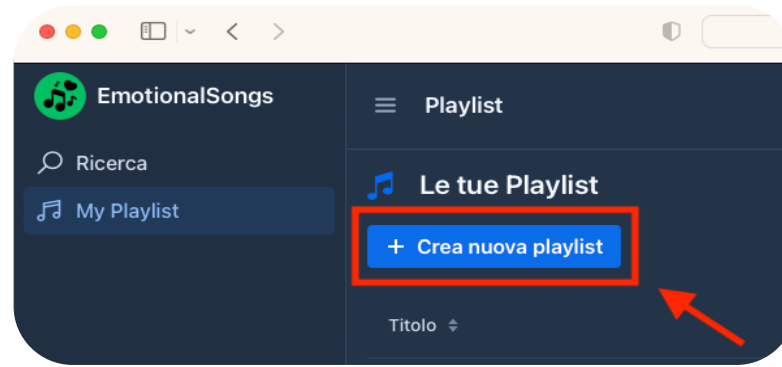 EmotionalSongs
Ricerca
My Playlist
Playlist
Le tue Playlist
+ Crea nuova playlist
Titolo